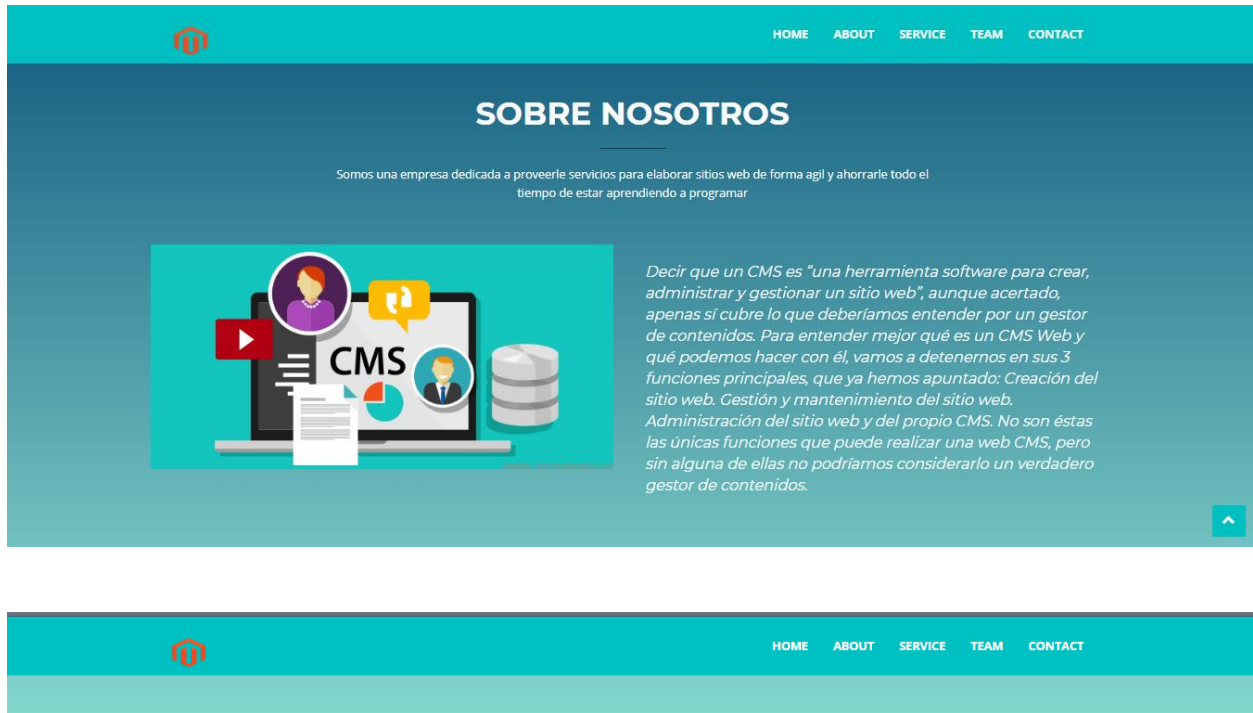 HOME ABOUT SERVICE TEAM CONTACT
SOBRE NOSOTROS
Somos una empresa dedicada a proveerle servicios para elaborar sitios web de forma agil y ahorrarle todo el
tiempo de estar aprendiendo a programar
CMS
Decir que un CMS es “una herramienta software para crear,
administrar y gestionar un sitio web”, aunque acertado,
apenas sí cubre lo que deberíamos entender por un gestor
de contenidos. Para entender mejor qué es un CMS Web y
qué podemos hacer con él, vamos a detenernos en sus 3
funciones principales, que ya hemos apuntado: Creación del
sitio web. Gestión y mantenimiento del sitio web.
Administración del sitio web y del propio CMS. No son éstas
las únicas funciones que puede realizar una web CMS, pero
sin alguna de ellas no podríamos considerarlo un verdadero
gestor de contenidos.
HOME ABOUT SERVICE TEAM CONTACT